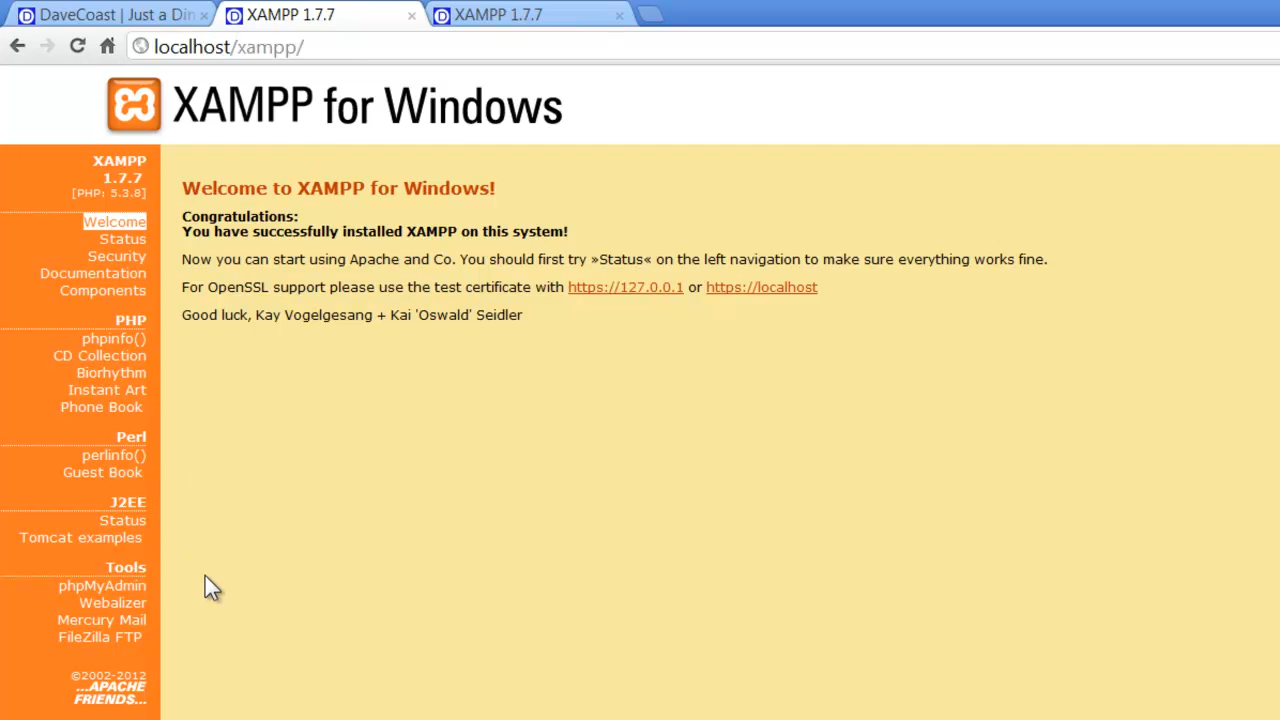 DaveCoast | Just a Din
XAMPP 1.7.7
XAMPP 1.7.7
localhost/xampp/
XAMPP for Windows
XAMPP
1.7.7
[PHP: 5.3.8]
Welcome
Status
Security
Documentation
Components
PHP
phpinfo()
CD Collection
Biorhythm
Instant Art
Phone Book
Perl
perlinfo()
Guest Book
J2EE
Status
Tomcat examples
Tools
phpMyAdmin
Webalizer
Mercury Mail
FileZilla FTP
©2002-2012
...APACHE
FRIENDS...
Welcome to XAMPP for Windows!
Congratulations:
You have successfully installed XAMPP on this system!
Now you can start using Apache and Co. You should first try »Status« on the left navigation to make sure everything works fine.
For OpenSSL support please use the test certificate with https://127.0.0.1 or https://localhost
Good luck, Kay Vogelgesang + Kai 'Oswald' Seidler